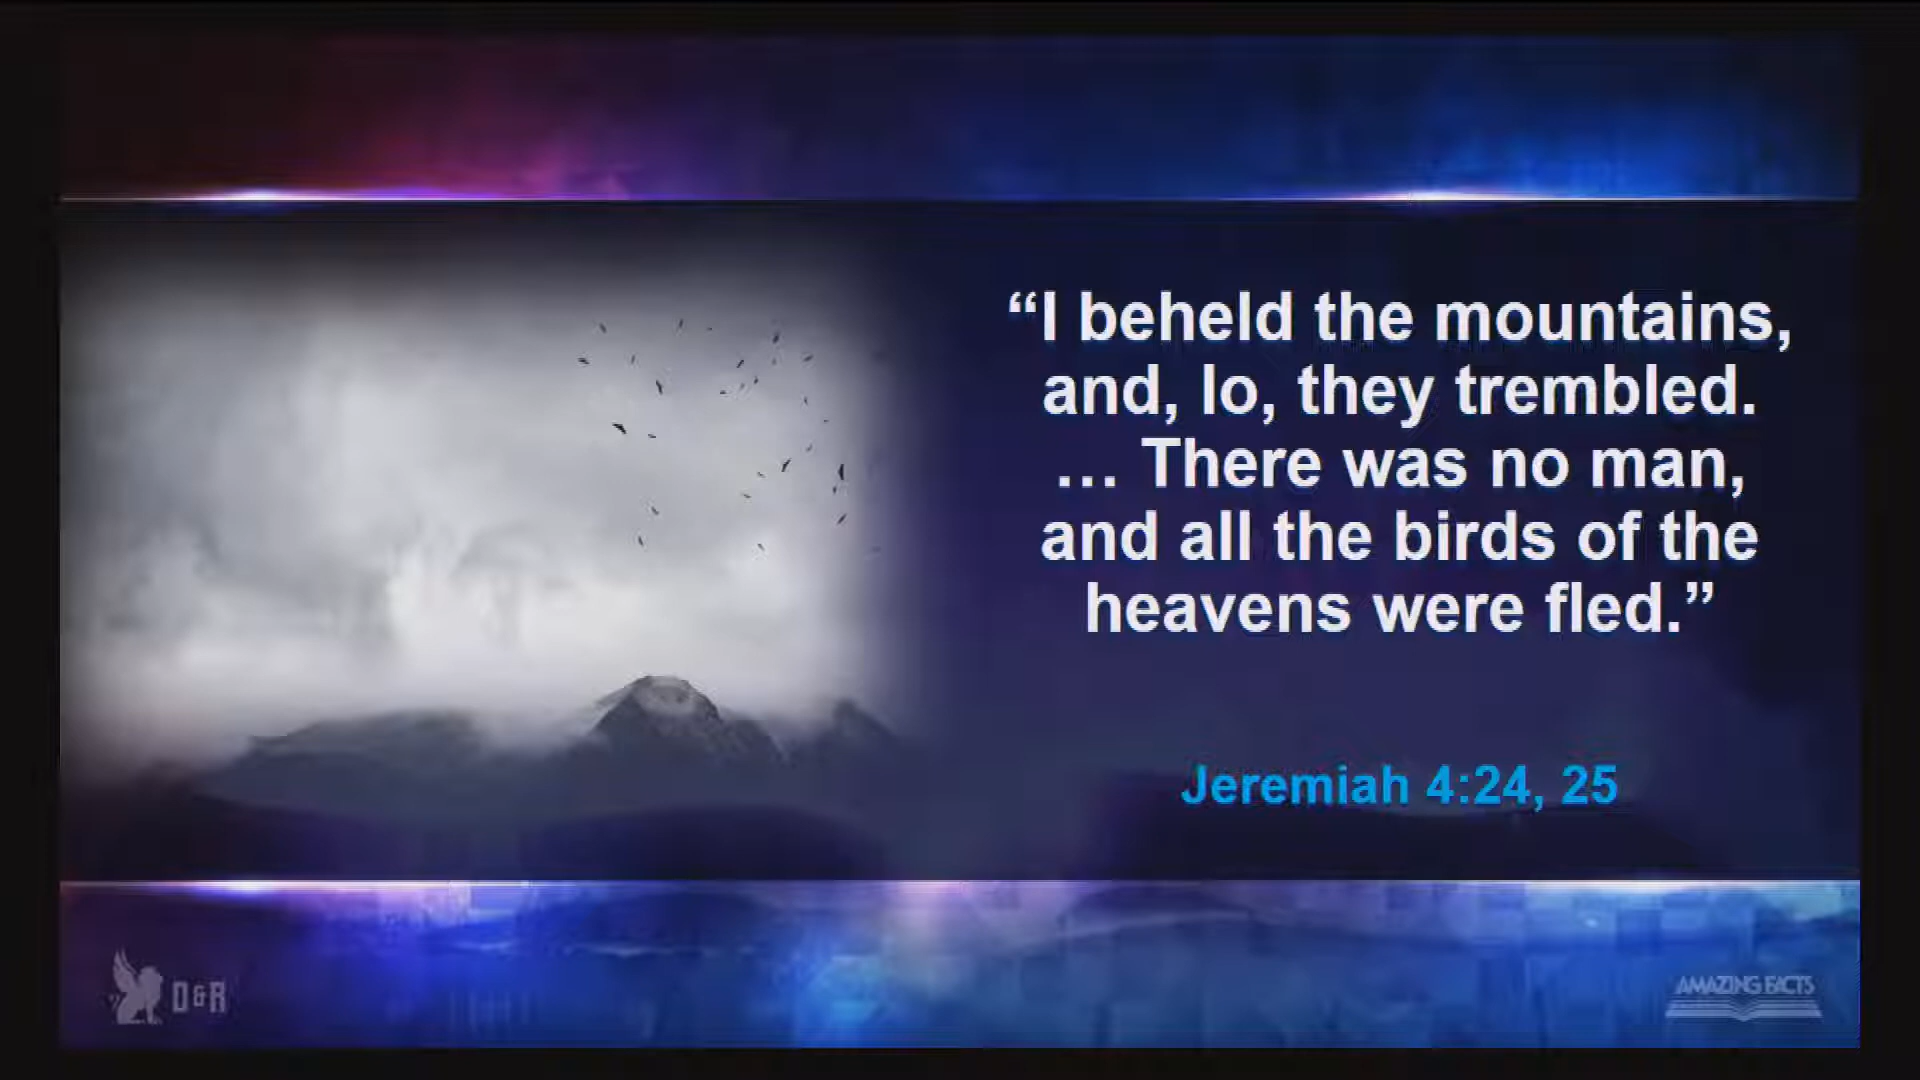 “I beheld the mountains,
and, lo, they trembled.
… There was no man,
and all the birds of the
heavens were fled.”
Jeremiah 4:24, 25
D&R
AMAZING FACTS